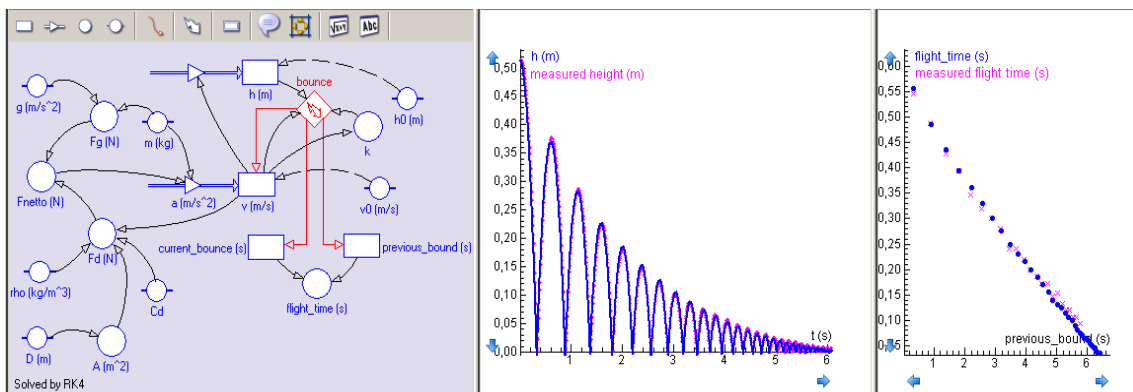 √x+1
Abc
h (m)
bounce
g (m/s^2)
h0 (m)
Fg (N)
m (kg)
k
Fnetto (N)
a (m/s^2)
v (m/s)
v0 (m/s)
current_bounce (s)
previous_bound (s)
Fd (N)
rho (kg/m^3)
Cd
flight_time (s)
D (m)
A (m^2)
Solved by RK4
h (m)
measured height (m)
0,50
0,45
0,40
0,35
0,30
0,25
0,20
0,15
0,10
0,05
0,00
t (s)
1
2
3
4
5
6
flight_time (s)
measured flight time (s)
0,55
0,50
0,45
0,40
0,35
0,30
0,25
0,20
0,15
0,10
0,05
previous_bound (s)
1
2
3
4
5
6